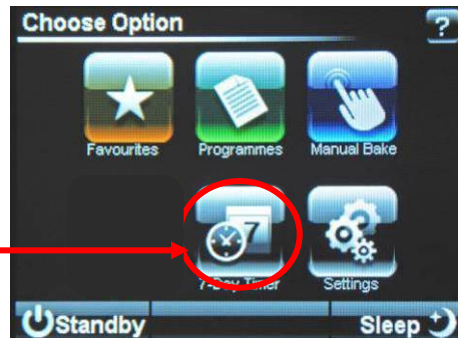 Choose Option
?
Favourites
Programmes
Manual Bake
7
7-Day Timer
Settings
Standby
Sleep